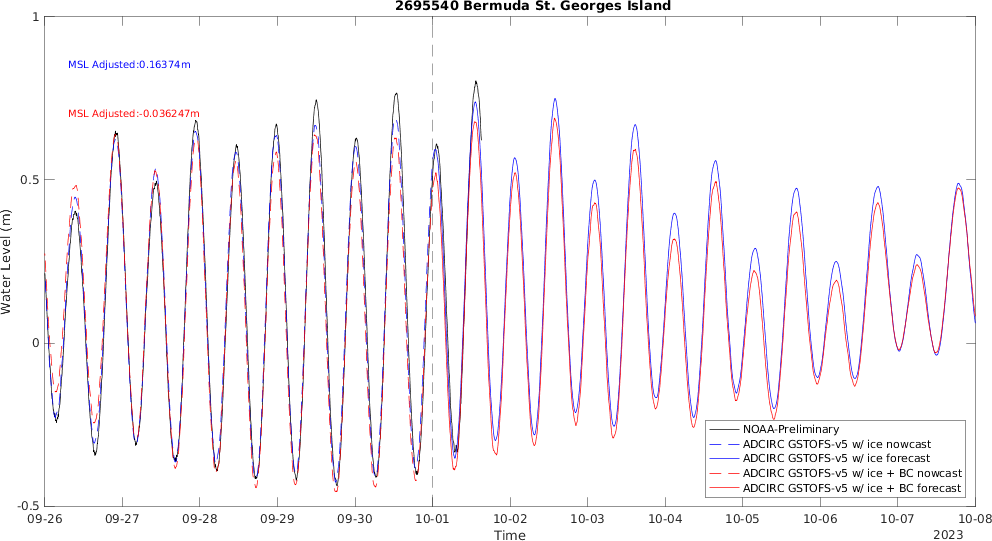 2695540 Bermuda St. Georges Island
1
MSL Adjusted:0.16374m
MSL Adjusted:-0.036247m
0.5
Water Level (m)
0
-0.5
NOAA-Preliminary
ADCIRC GSTOFS-v5 w/ ice nowcast
ADCIRC GSTOFS-v5 w/ ice forecast
ADCIRC GSTOFS-v5 w/ ice + BC nowcast
ADCIRC GSTOFS-v5 w/ ice + BC forecast
09-26 09-27 09-28 09-29 09-30 10-01 10-02 10-03 10-04 10-05 10-06 10-07 10-08
Time
2023